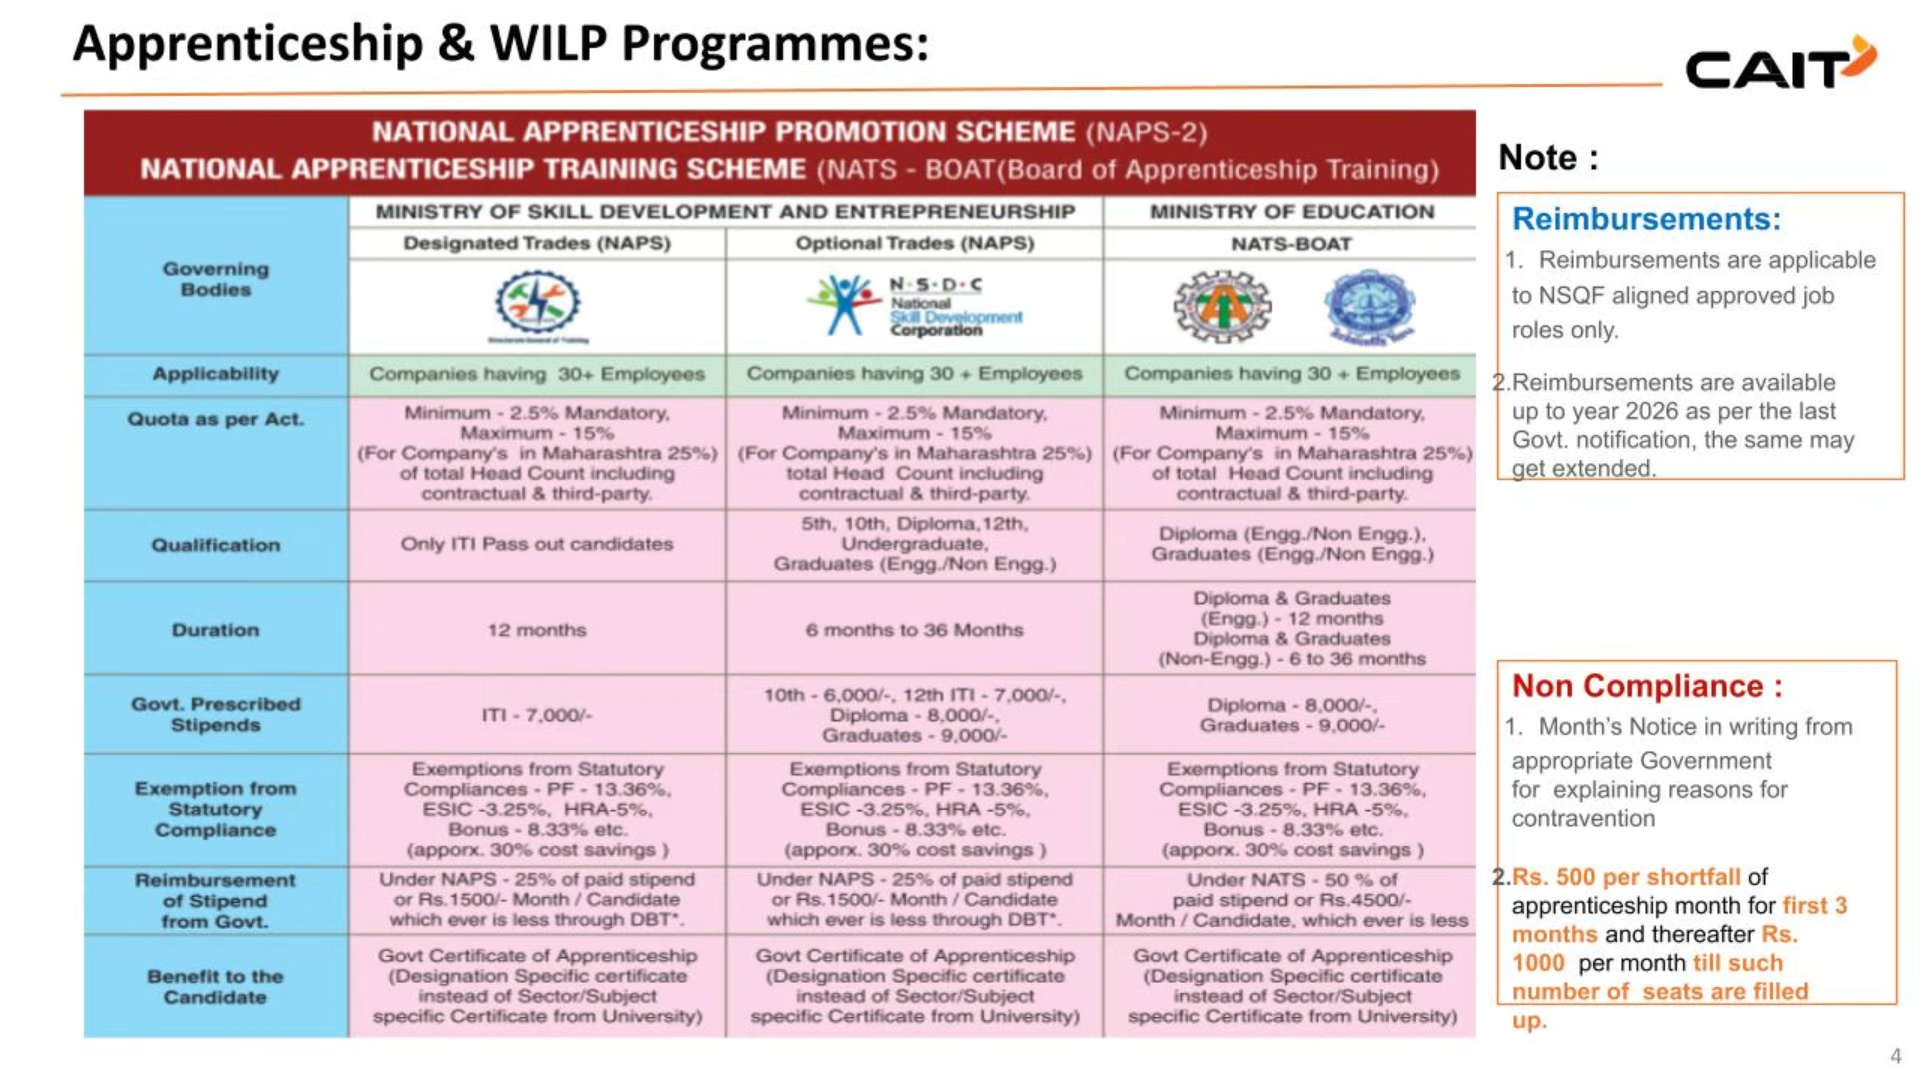 Apprenticeship & WILP Programmes:
CAIT
NATIONAL APPRENTICESHIP PROMOTION SCHEME (NAPS-2)
NATIONAL APPRENTICESHIP TRAINING SCHEME (NATS - BOAT(Board of Apprenticeship Training)
Governing
Bodies
MINISTRY OF SKILL DEVELOPMENT AND ENTREPRENEURSHIP
MINISTRY OF EDUCATION
Designated Trades (NAPS)
Optional Trades (NAPS)
NATS-BOAT
N·S·D·C
National
Skill Development
Corporation
Applicability
Companies having 30+ Employees
Companies having 30 + Employees
Companies having 30 + Employees
Quota as per Act.
Minimum - 2.5% Mandatory,
Maximum - 15%
(For Company's in Maharashtra 25%)
of total Head Count including
contractual & third-party.
Minimum - 2.5% Mandatory,
Maximum - 15%
(For Company's in Maharashtra 25%)
total Head Count including
contractual & third-party.
Minimum - 2.5% Mandatory,
Maximum - 15%
(For Company's in Maharashtra 25%)
of total Head Count including
contractual & third-party.
Qualification
Only ITI Pass out candidates
5th, 10th, Diploma,12th,
Undergraduate,
Graduates (Engg./Non Engg.)
Diploma (Engg./Non Engg.),
Graduates (Engg./Non Engg.)
Duration
12 months
6 months to 36 Months
Diploma & Graduates
(Engg.) - 12 months
Diploma & Graduates
(Non-Engg.) - 6 to 36 months
Govt. Prescribed
Stipends
ITI - 7,000/-
10th - 6,000/-, 12th ITI - 7,000/-,
Diploma - 8,000/-,
Graduates - 9,000/-
Diploma - 8,000/-,
Graduates - 9,000/-
Exemption from
Statutory
Compliance
Exemptions from Statutory
Compliances - PF - 13.36%,
ESIC -3.25%, HRA-5%,
Bonus - 8.33% etc.
(apporx. 30% cost savings )
Exemptions from Statutory
Compliances - PF - 13.36%,
ESIC -3.25%, HRA -5%,
Bonus - 8.33% etc.
(apporx. 30% cost savings )
Exemptions from Statutory
Compliances - PF - 13.36%,
ESIC -3.25%, HRA -5%,
Bonus - 8.33% etc.
(apporx. 30% cost savings )
Reimbursement
of Stipend
from Govt.
Under NAPS - 25% of paid stipend
or Rs.1500/- Month / Candidate
which ever is less through DBT*.
Under NAPS - 25% of paid stipend
or Rs.1500/- Month / Candidate
which ever is less through DBT*.
Under NATS - 50 % of
paid stipend or Rs.4500/-
Month / Candidate, which ever is less
Benefit to the
Candidate
Govt Certificate of Apprenticeship
(Designation Specific certificate
instead of Sector/Subject
specific Certificate from University)
Govt Certificate of Apprenticeship
(Designation Specific certificate
instead of Sector/Subject
specific Certificate from University)
Govt Certificate of Apprenticeship
(Designation Specific certificate
instead of Sector/Subject
specific Certificate from University)
Note :
Reimbursements:
1. Reimbursements are applicable
to NSQF aligned approved job
roles only.
2.Reimbursements are available
up to year 2026 as per the last
Govt. notification, the same may
get extended.
Non Compliance :
1. Month's Notice in writing from
appropriate Government
for explaining reasons for
contravention
2.Rs. 500 per shortfall of
apprenticeship month for first 3
months and thereafter Rs.
1000 per month till such
number of seats are filled
up.
4